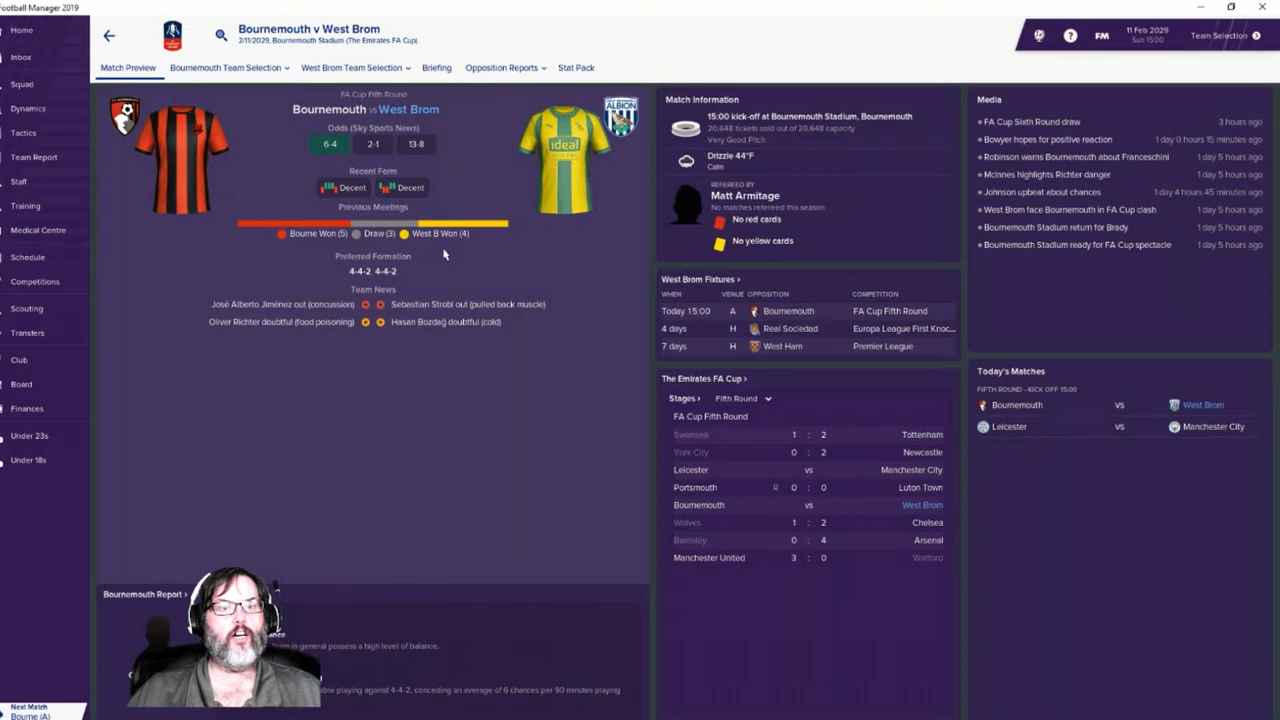 Football Manager 2019
Home
Inbox
Squad
Dynamics
Tactics
Team Report
Staff
Training
Medical Centre
Schedule
Competitions
Scouting
Transfers
Club
Board
Finances
Under 23s
Under 18s
Next Match
Bourne (A)
Bournemouth v West Brom
2/11/2029, Bournemouth Stadium (The Emirates FA Cup)
FM
11 Feb 2029
Sun 15:00
Team Selection
Match Preview
Bournemouth Team Selection
West Brom Team Selection
Briefing
Opposition Reports
Stat Pack
FA Cup Fifth Round
Bournemouth vs West Brom
Odds (Sky Sports News)
6-4 2-1 13-8
Recent Form
Decent Decent
Previous Meetings
Bourne Won (5) Draw (3) West B Won (4)
Preferred Formation
4-4-2 4-4-2
Team News
José Alberto Jiménez out (concussion) Sebastian Strobl out (pulled back muscle)
Oliver Richter doubtful (food poisoning) Hasan Bozdağ doubtful (cold)
ALBION
ideal
Bournemouth Report
team in general possess a high level of balance.
playing against 4-4-2, conceding an average of 6 chances per 90 minutes playing
Match Information
15:00 kick-off at Bournemouth Stadium, Bournemouth
20,648 tickets sold out of 20,648 capacity
Very Good Pitch
Drizzle 44°F
Calm
REFEREED BY
Matt Armitage
No matches refereed this season
No red cards
No yellow cards
West Brom Fixtures
WHEN VENUE OPPOSITION COMPETITION
Today 15:00 A Bournemouth FA Cup Fifth Round
4 days H Real Sociedad Europa League First Knoc...
7 days H West Ham Premier League
The Emirates FA Cup
Stages Fifth Round
FA Cup Fifth Round
Swansea 1 : 2 Tottenham
York City 0 : 2 Newcastle
Leicester vs Manchester City
Portsmouth R 0 : 0 Luton Town
Bournemouth vs West Brom
Wolves 1 : 2 Chelsea
Barnsley 0 : 4 Arsenal
Manchester United 3 : 0 Watford
Media
FA Cup Sixth Round draw 3 hours ago
Bowyer hopes for positive reaction 1 day 0 hours 15 minutes ago
Robinson warns Bournemouth about Franceschini 1 day 5 hours ago
McInnes highlights Richter danger 1 day 5 hours ago
Johnson upbeat about chances 1 day 4 hours 45 minutes ago
West Brom face Bournemouth in FA Cup clash 1 day 5 hours ago
Bournemouth Stadium return for Brady 1 day 5 hours ago
Bournemouth Stadium ready for FA Cup spectacle 1 day 5 hours ago
Today's Matches
FIFTH ROUND - KICK OFF 15:00
Bournemouth VS West Brom
Leicester VS Manchester City